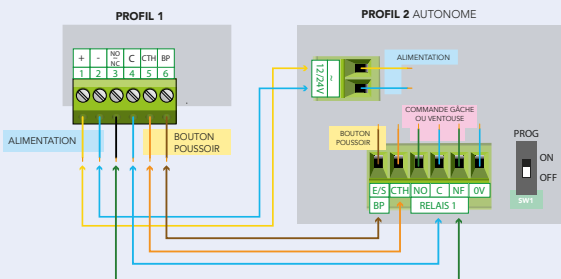 PROFIL 1
+ - NO NC C CTH BP
1 2 3 4 5 6
ALIMENTATION
BOUTON
POUSSOIR
PROFIL 2 AUTONOME
12/24V ~
ALIMENTATION
COMMANDE GÂCHE
OU VENTOUSE
BOUTON
POUSSOIR
PROG
ON
OFF
SW1
E/S CTH NO C NF 0V
BP RELAIS 1